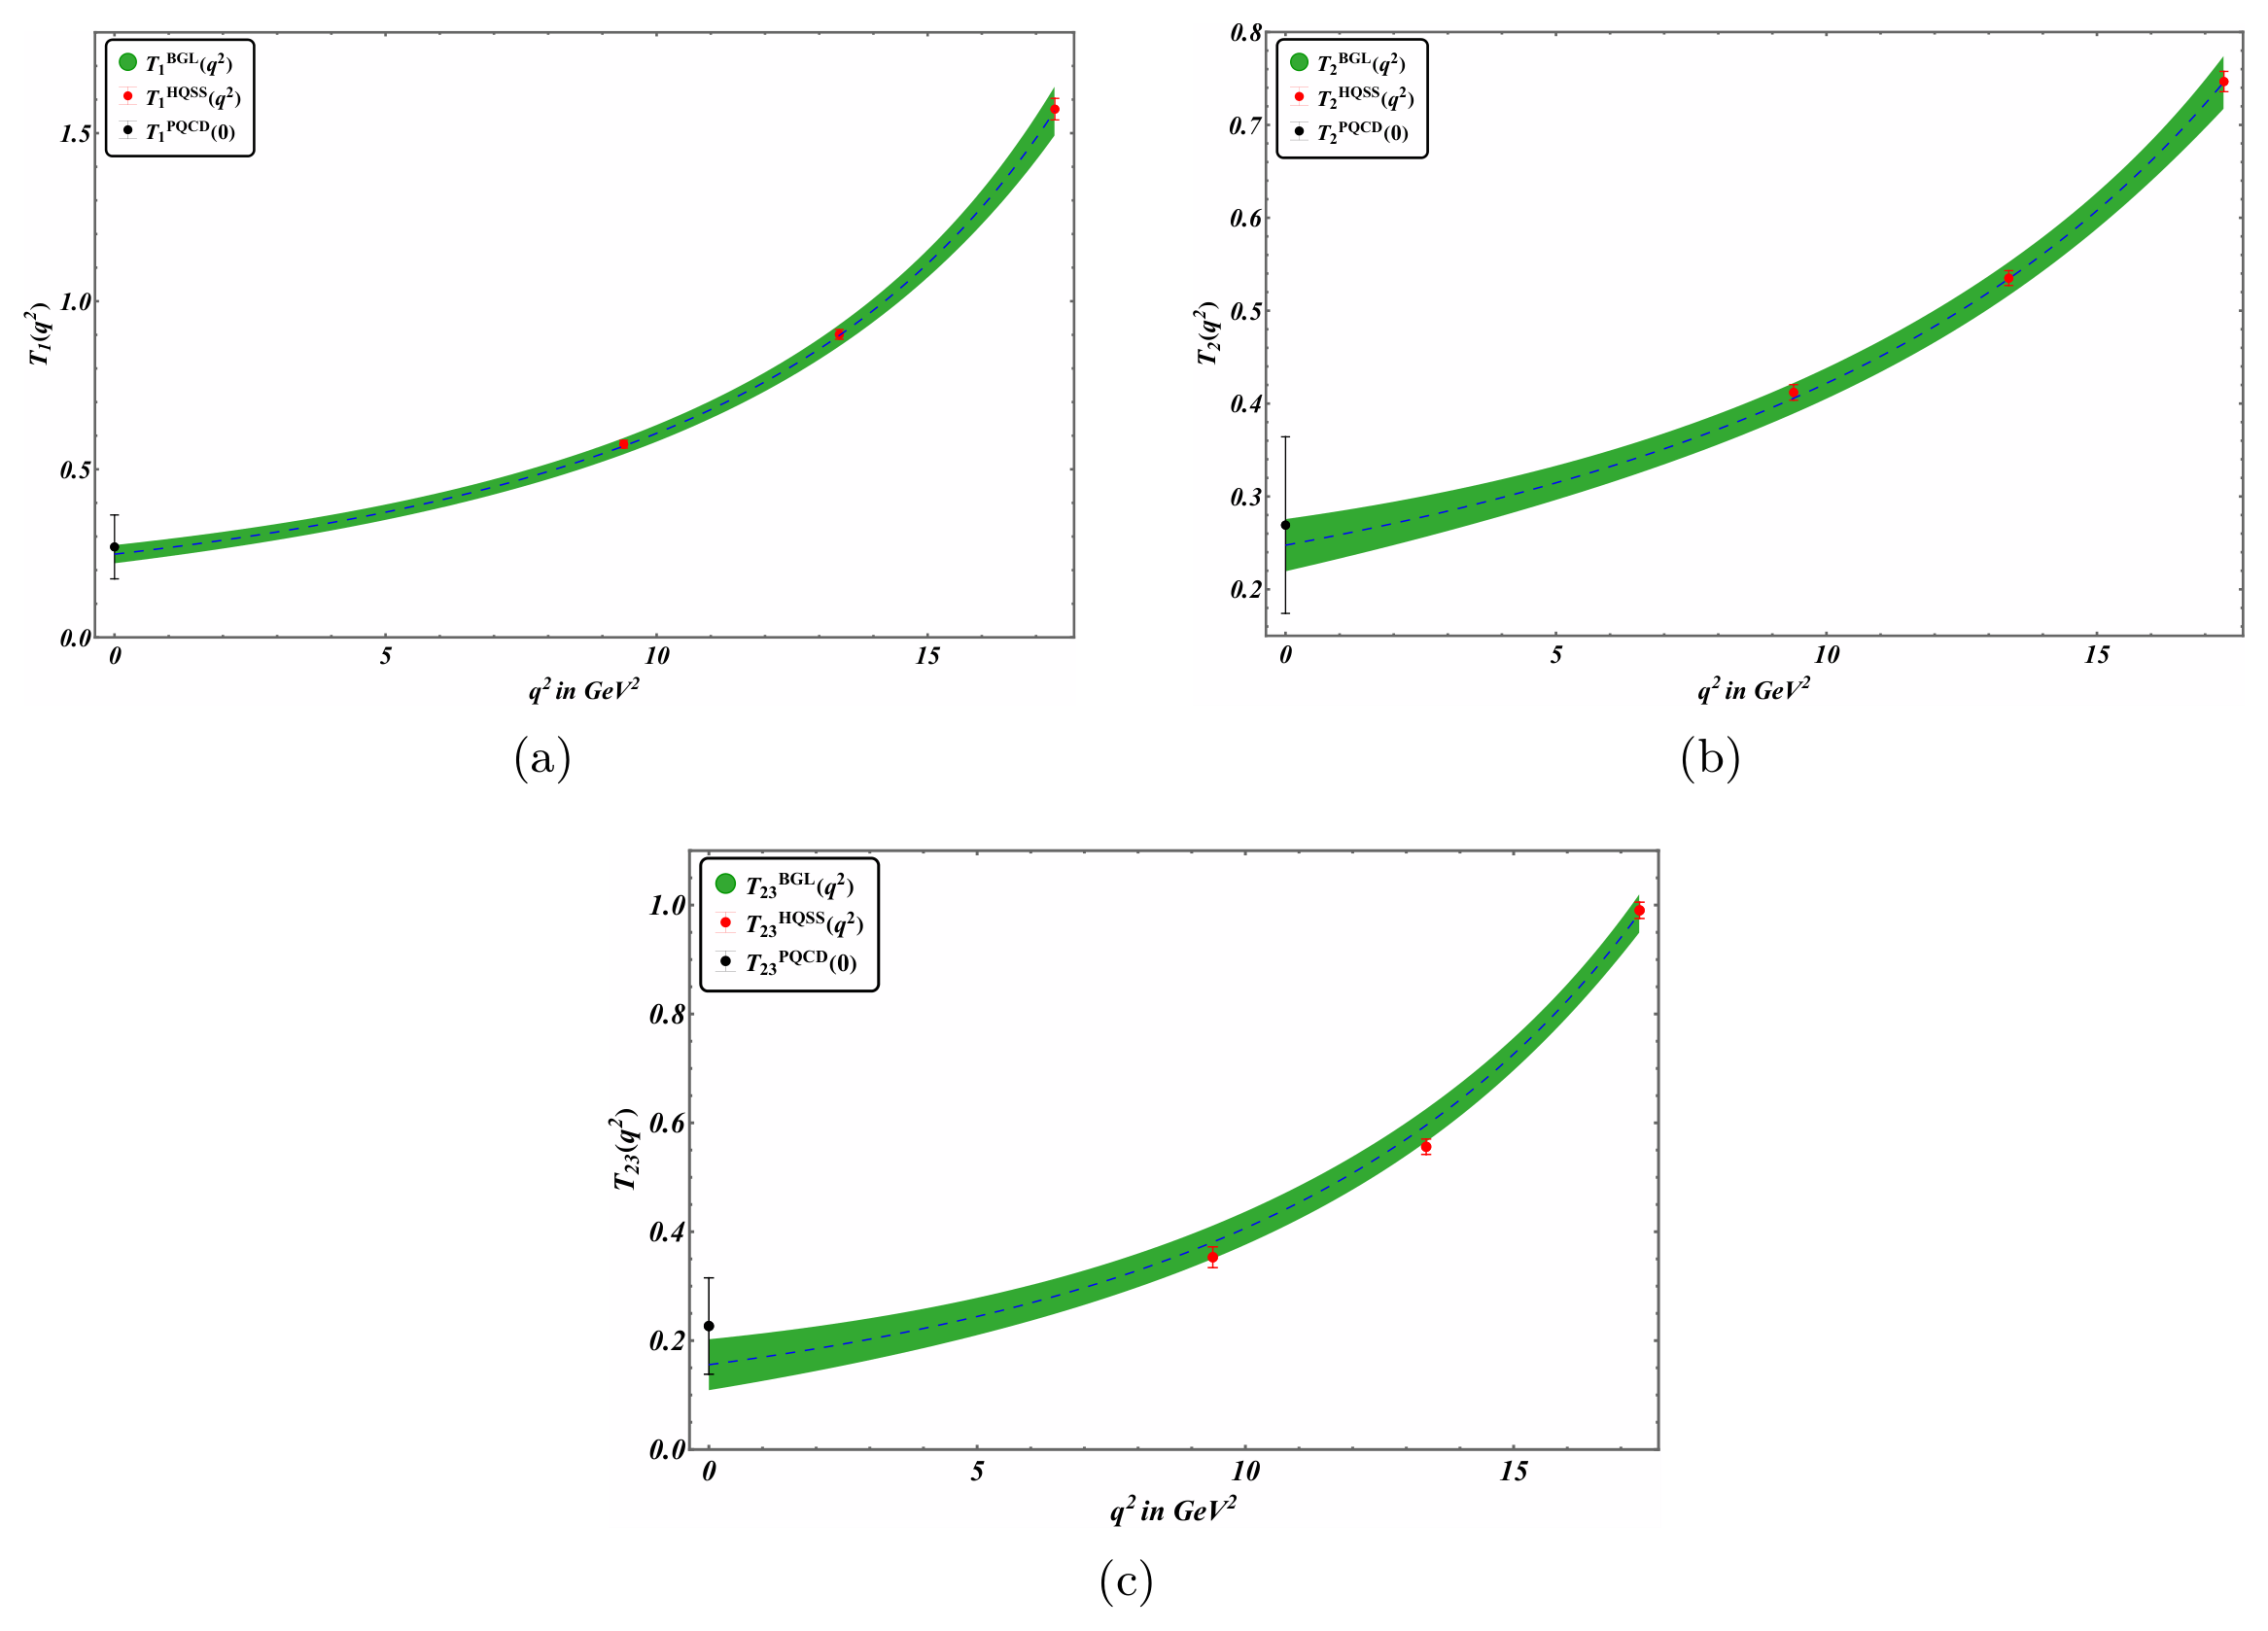 T₁ᴮᴳᴸ(q²)
T₁ᴴQˢˢ(q²)
T₁ᴾQᶜᴰ(0)
1.5
1.0
0.5
0.0
T₁(q²)
0 5 10 15
q² in GeV²
(a)
T₂ᴮᴳᴸ(q²)
T₂ᴴQˢˢ(q²)
T₂ᴾQᶜᴰ(0)
0.8
0.7
0.6
0.5
0.4
0.3
0.2
T₂(q²)
0 5 10 15
q² in GeV²
(b)
T₂₃ᴮᴳᴸ(q²)
T₂₃ᴴQˢˢ(q²)
T₂₃ᴾQᶜᴰ(0)
1.0
0.8
0.6
0.4
0.2
0.0
T₂₃(q²)
0 5 10 15
q² in GeV²
(c)